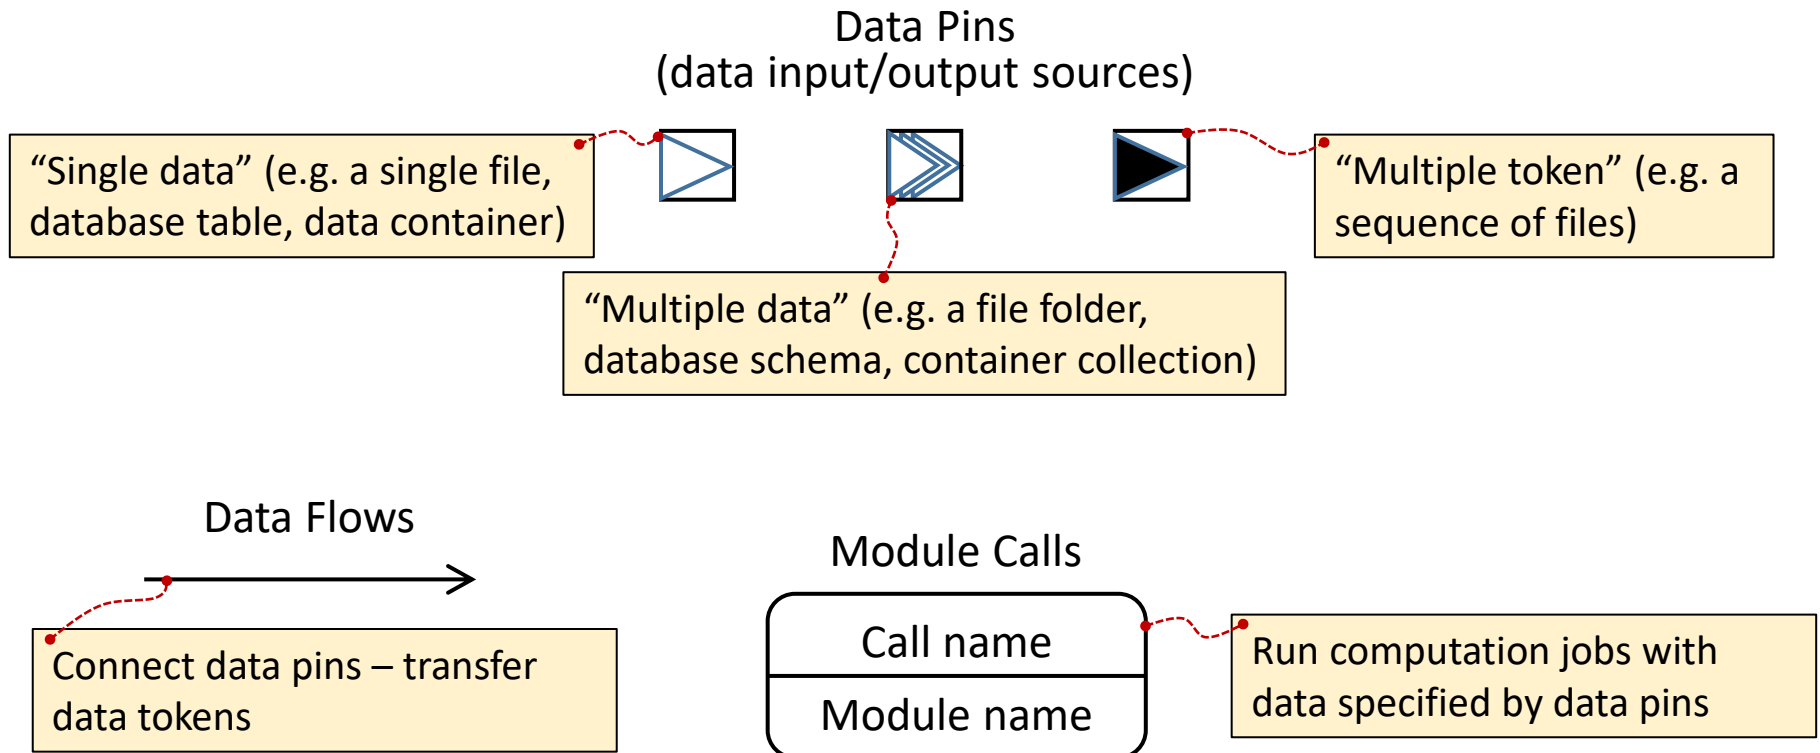 Data Pins
(data input/output sources)
“Single data” (e.g. a single file,
database table, data container)
“Multiple token” (e.g. a
sequence of files)
“Multiple data” (e.g. a file folder,
database schema, container collection)
Data Flows
Connect data pins – transfer
data tokens
Module Calls
Call name
Module name
Run computation jobs with
data specified by data pins